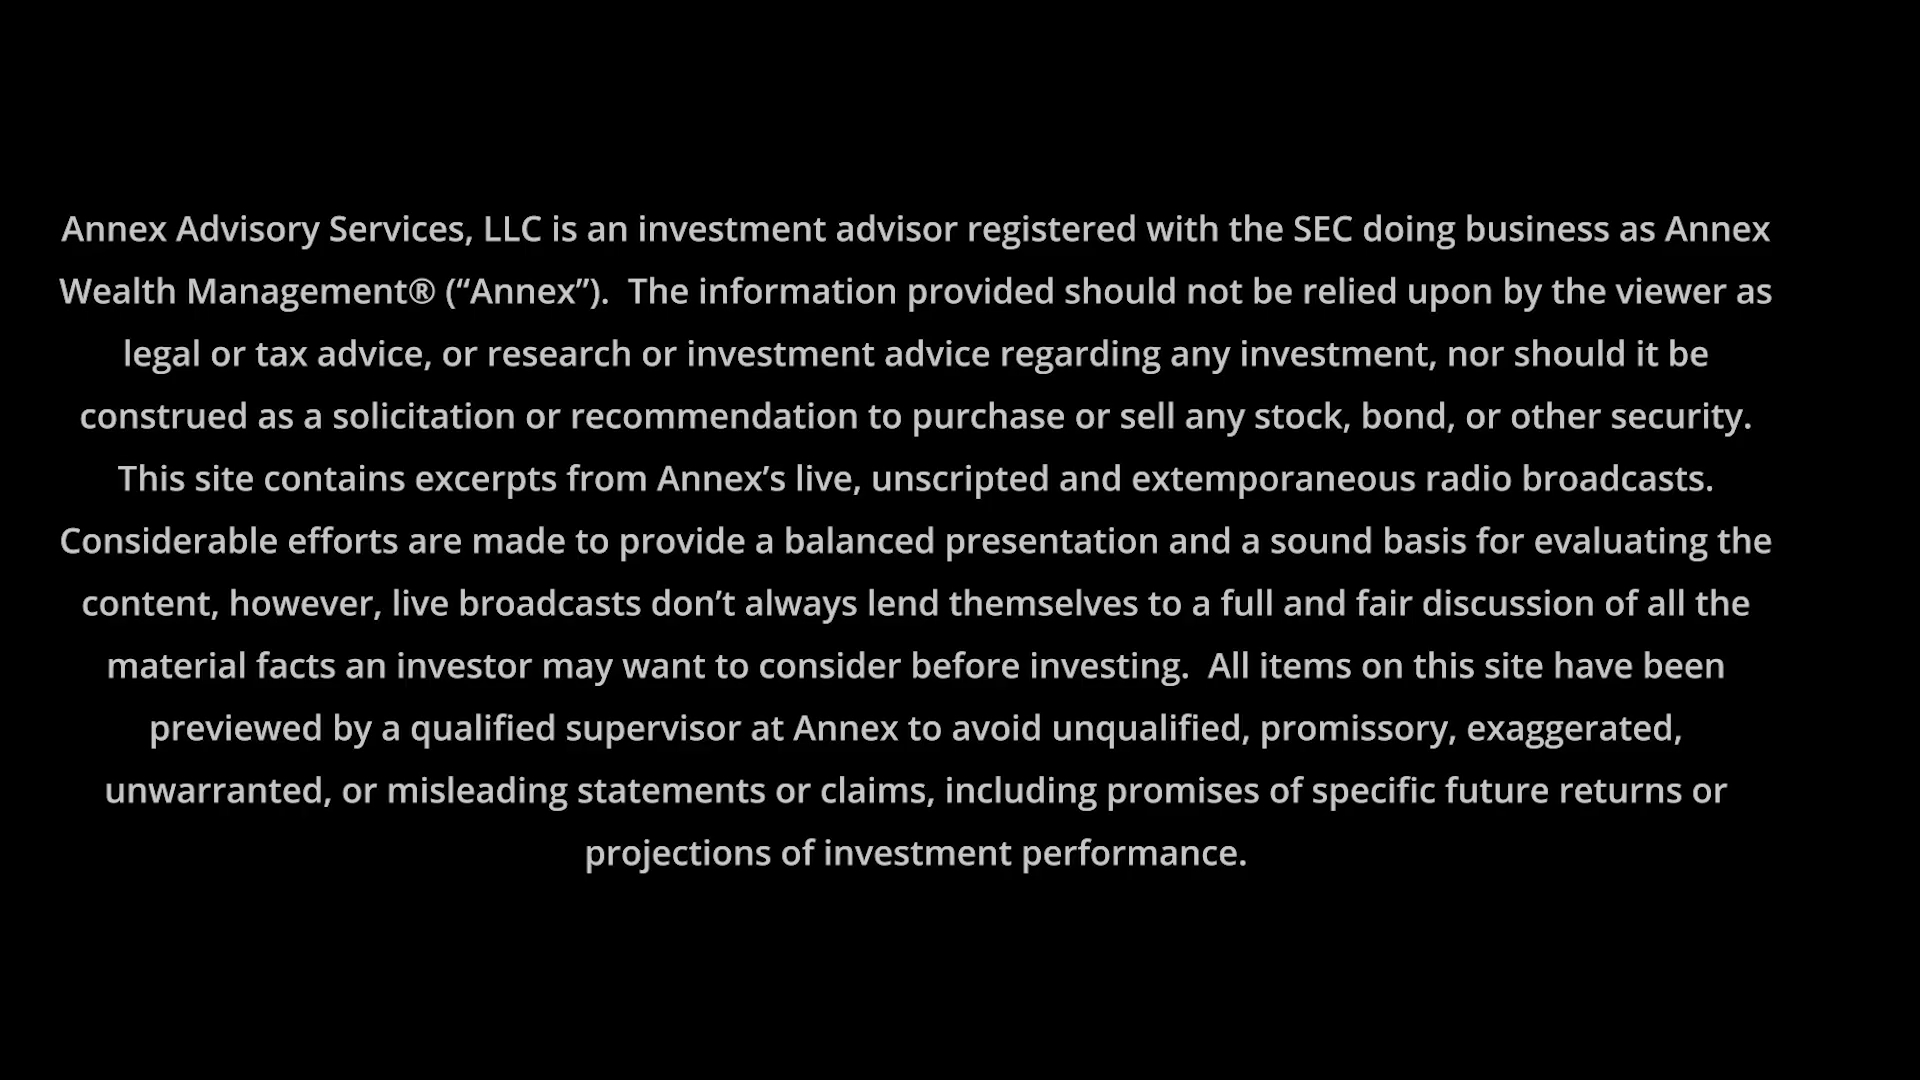 Annex Advisory Services, LLC is an investment advisor registered with the SEC doing business as Annex
Wealth Management® (“Annex”).  The information provided should not be relied upon by the viewer as
legal or tax advice, or research or investment advice regarding any investment, nor should it be
construed as a solicitation or recommendation to purchase or sell any stock, bond, or other security.
This site contains excerpts from Annex’s live, unscripted and extemporaneous radio broadcasts.
Considerable efforts are made to provide a balanced presentation and a sound basis for evaluating the
content, however, live broadcasts don’t always lend themselves to a full and fair discussion of all the
material facts an investor may want to consider before investing.  All items on this site have been
previewed by a qualified supervisor at Annex to avoid unqualified, promissory, exaggerated,
unwarranted, or misleading statements or claims, including promises of specific future returns or
projections of investment performance.